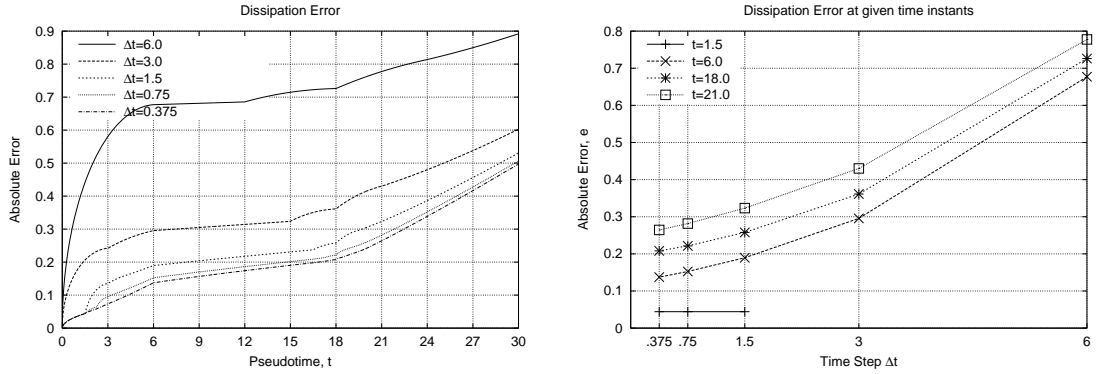 Dissipation Error
Absolute Error
0.9
0.8
0.7
0.6
0.5
0.4
0.3
0.2
0.1
0
Δt=6.0
Δt=3.0
Δt=1.5
Δt=0.75
Δt=0.375
0 3 6 9 12 15 18 21 24 27 30
Pseudotime, t
Dissipation Error at given time instants
Absolute Error, e
0.8
0.7
0.6
0.5
0.4
0.3
0.2
0.1
0
t=1.5
t=6.0
t=18.0
t=21.0
.375 .75 1.5 3 6
Time Step Δt